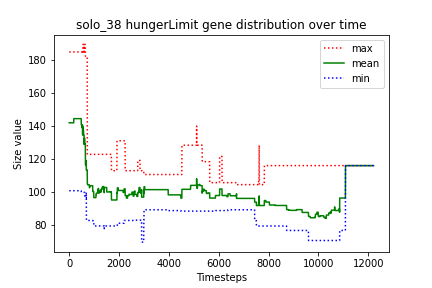 solo_38 hungerLimit gene distribution over time
max
mean
min
180
160
140
120
100
80
Size value
0
2000
4000
6000
8000
10000
12000
Timesteps